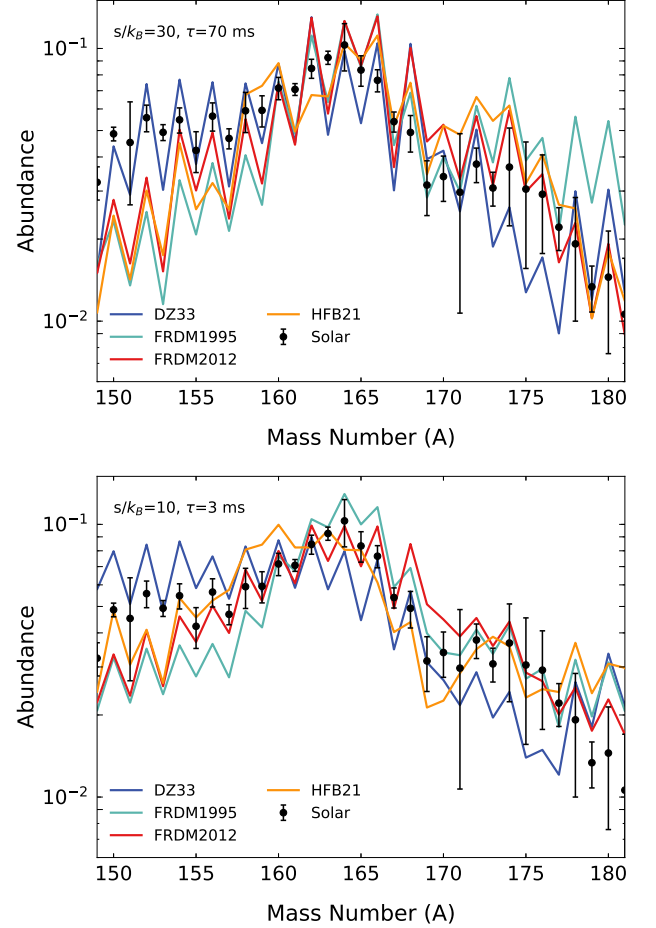 s/k_B=30, τ=70 ms
10⁻¹
10⁻²
Abundance
DZ33
FRDM1995
FRDM2012
HFB21
Solar
150 155 160 165 170 175 180
Mass Number (A)
s/k_B=10, τ=3 ms
10⁻¹
10⁻²
Abundance
DZ33
FRDM1995
FRDM2012
HFB21
Solar
150 155 160 165 170 175 180
Mass Number (A)